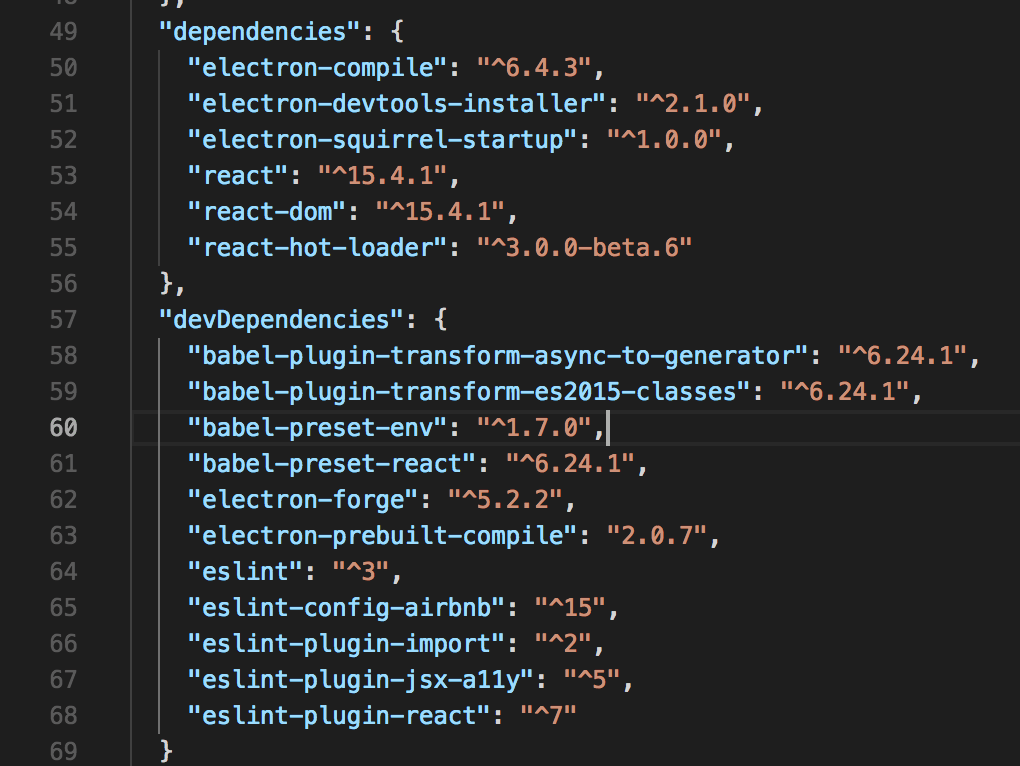 48 },
49 "dependencies": {
50 "electron-compile": "^6.4.3",
51 "electron-devtools-installer": "^2.1.0",
52 "electron-squirrel-startup": "^1.0.0",
53 "react": "^15.4.1",
54 "react-dom": "^15.4.1",
55 "react-hot-loader": "^3.0.0-beta.6"
56 },
57 "devDependencies": {
58 "babel-plugin-transform-async-to-generator": "^6.24.1",
59 "babel-plugin-transform-es2015-classes": "^6.24.1",
60 "babel-preset-env": "^1.7.0",
61 "babel-preset-react": "^6.24.1",
62 "electron-forge": "^5.2.2",
63 "electron-prebuilt-compile": "2.0.7",
64 "eslint": "^3",
65 "eslint-config-airbnb": "^15",
66 "eslint-plugin-import": "^2",
67 "eslint-plugin-jsx-a11y": "^5",
68 "eslint-plugin-react": "^7"
69 }